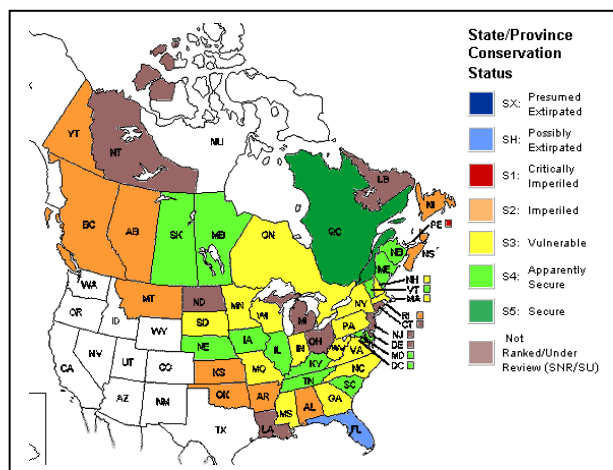 State/Province
Conservation
Status
SX: Presumed
Extirpated
SH: Possibly
Extirpated
S1: Critically
Imperiled
S2: Imperiled
S3: Vulnerable
S4: Apparently
Secure
S5: Secure
Not
Ranked/Under
Review (SNR/SU)
YT
NT
NU
BC
AB
SK
MB
ON
QC
LB
NF
PE
NB
NS
ME
NH
VT
MA
RI
CT
NJ
DE
MD
DC
WA
OR
ID
MT
ND
MN
WI
MI
NY
PA
WY
SD
IA
NE
IL
IN
OH
NV
UT
CO
KS
MO
KY
VA
CA
AZ
NM
OK
AR
TN
NC
SC
TX
LA
MS
AL
GA
FL